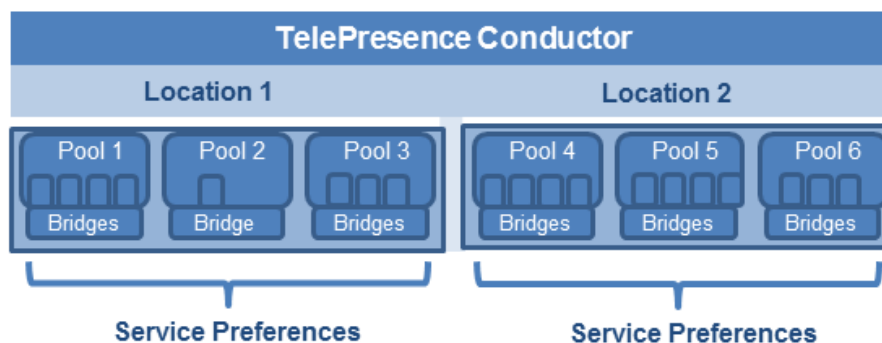 TelePresence Conductor
Location 1 Location 2
Pool 1 Pool 2 Pool 3 Pool 4 Pool 5 Pool 6
Bridges Bridge Bridges Bridges Bridges Bridges
Service Preferences Service Preferences